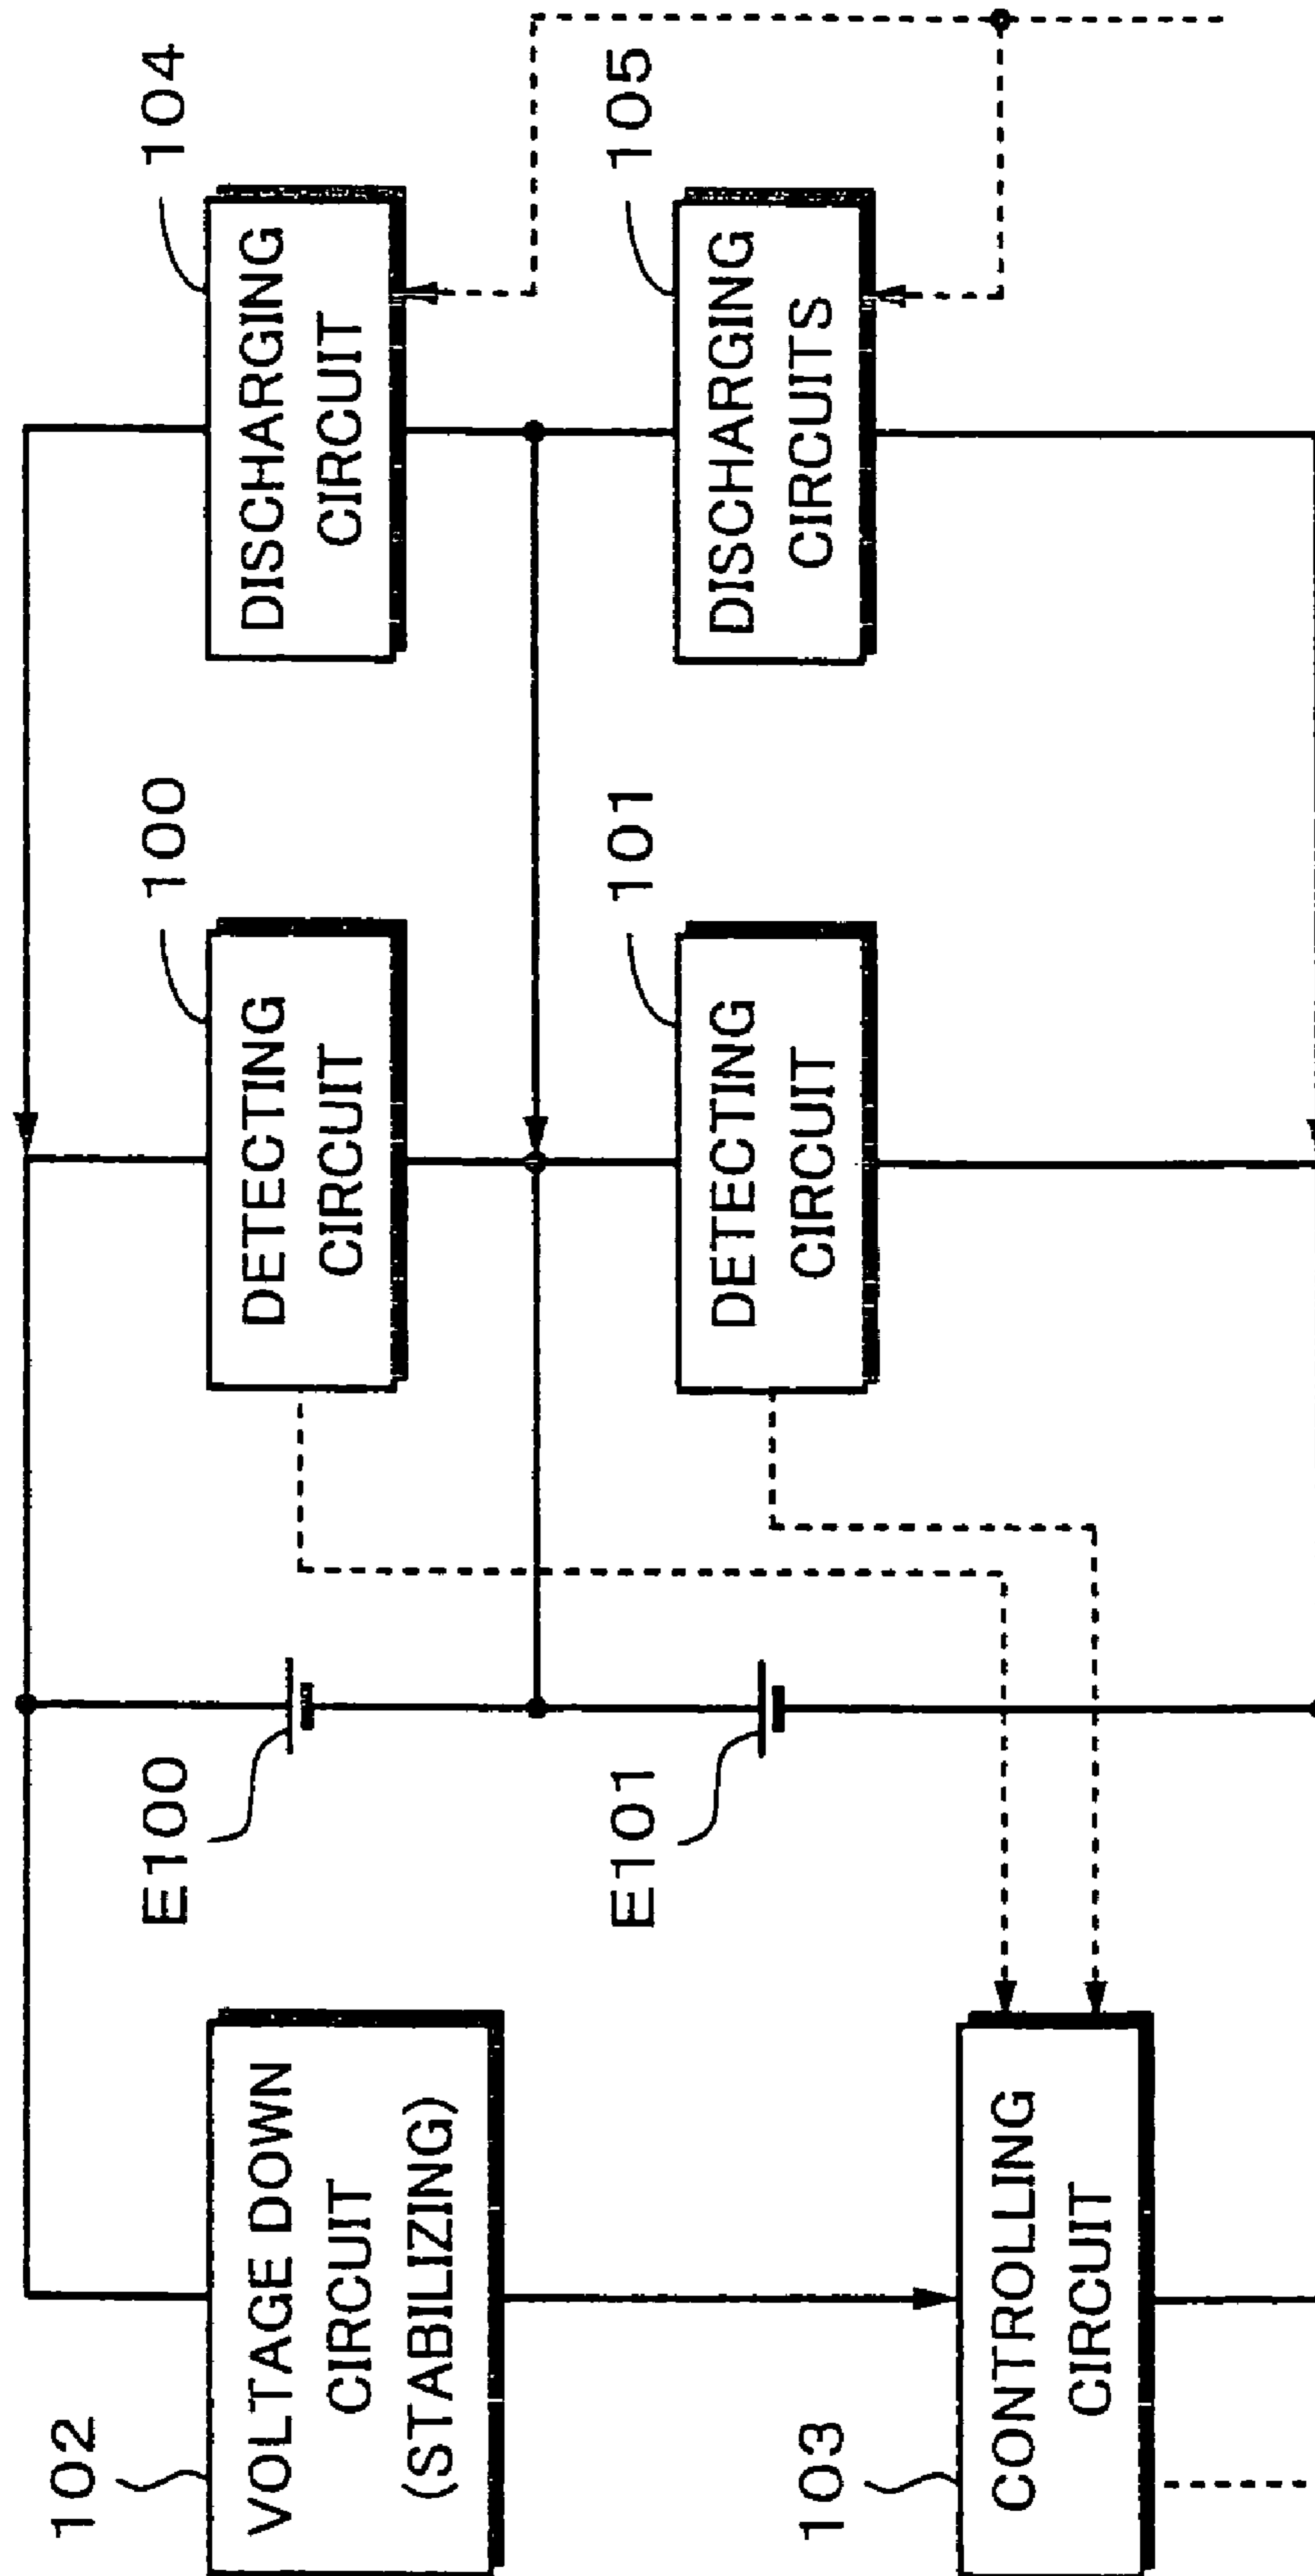 102
VOLTAGE DOWN
CIRCUIT
(STABILIZING)
E100
100
DETECTING
CIRCUIT
104
DISCHARGING
CIRCUIT
103
CONTROLLING
CIRCUIT
E101
101
DETECTING
CIRCUIT
105
DISCHARGING
CIRCUITS